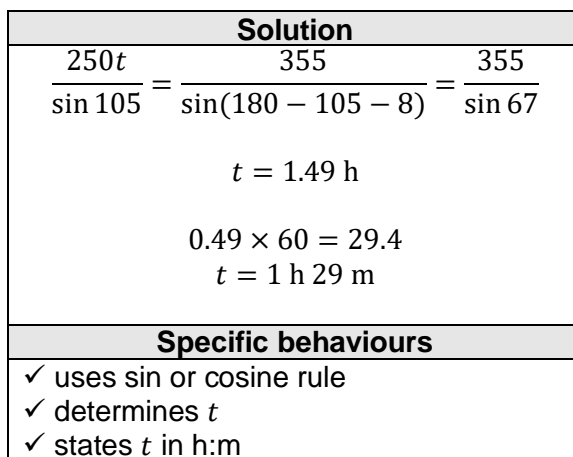 Solution
250t / sin 105 = 355 / sin(180 − 105 − 8) = 355 / sin 67
t = 1.49 h
0.49 × 60 = 29.4
t = 1 h 29 m
Specific behaviours
✓ uses sin or cosine rule
✓ determines t
✓ states t in h:m